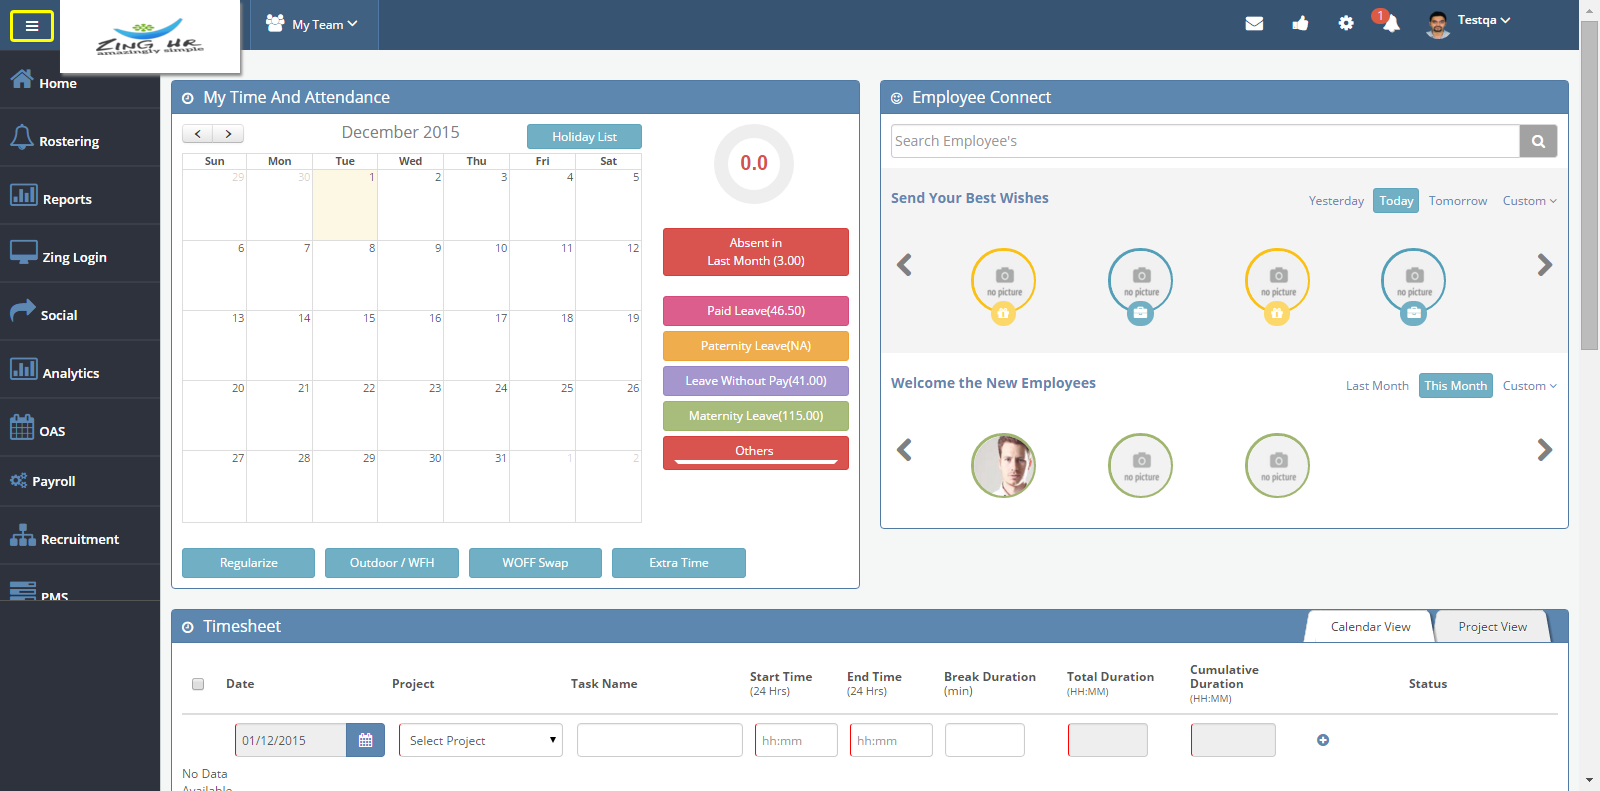 ZING HR
amazingly simple
My Team
1
Testqa
Home
Rostering
Reports
Zing Login
Social
Analytics
OAS
Payroll
Recruitment
PMS
My Time And Attendance
December 2015
Holiday List
Sun Mon Tue Wed Thu Fri Sat
29 30 1 2 3 4 5
6 7 8 9 10 11 12
13 14 15 16 17 18 19
20 21 22 23 24 25 26
27 28 29 30 31 1 2
0.0
Absent in
Last Month (3.00)
Paid Leave(46.50)
Paternity Leave(NA)
Leave Without Pay(41.00)
Maternity Leave(115.00)
Others
Regularize Outdoor / WFH WOFF Swap Extra Time
Employee Connect
Search Employee's
Send Your Best Wishes
Yesterday Today Tomorrow Custom
no picture no picture no picture no picture
Welcome the New Employees
Last Month This Month Custom
no picture no picture
Timesheet
Calendar View Project View
Date Project Task Name Start Time (24 Hrs) End Time (24 Hrs) Break Duration (min) Total Duration (HH:MM) Cumulative Duration (HH:MM) Status
01/12/2015 Select Project hh:mm hh:mm
No Data
Available